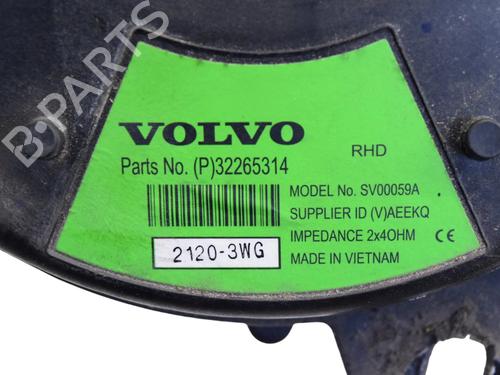 VOLVO
Parts No. (P)32265314
RHD
MODEL No. SV00059A
SUPPLIER ID (V)AEEKQ
IMPEDANCE 2x4OHM CE
2120-3WG
MADE IN VIETNAM
B-Parts